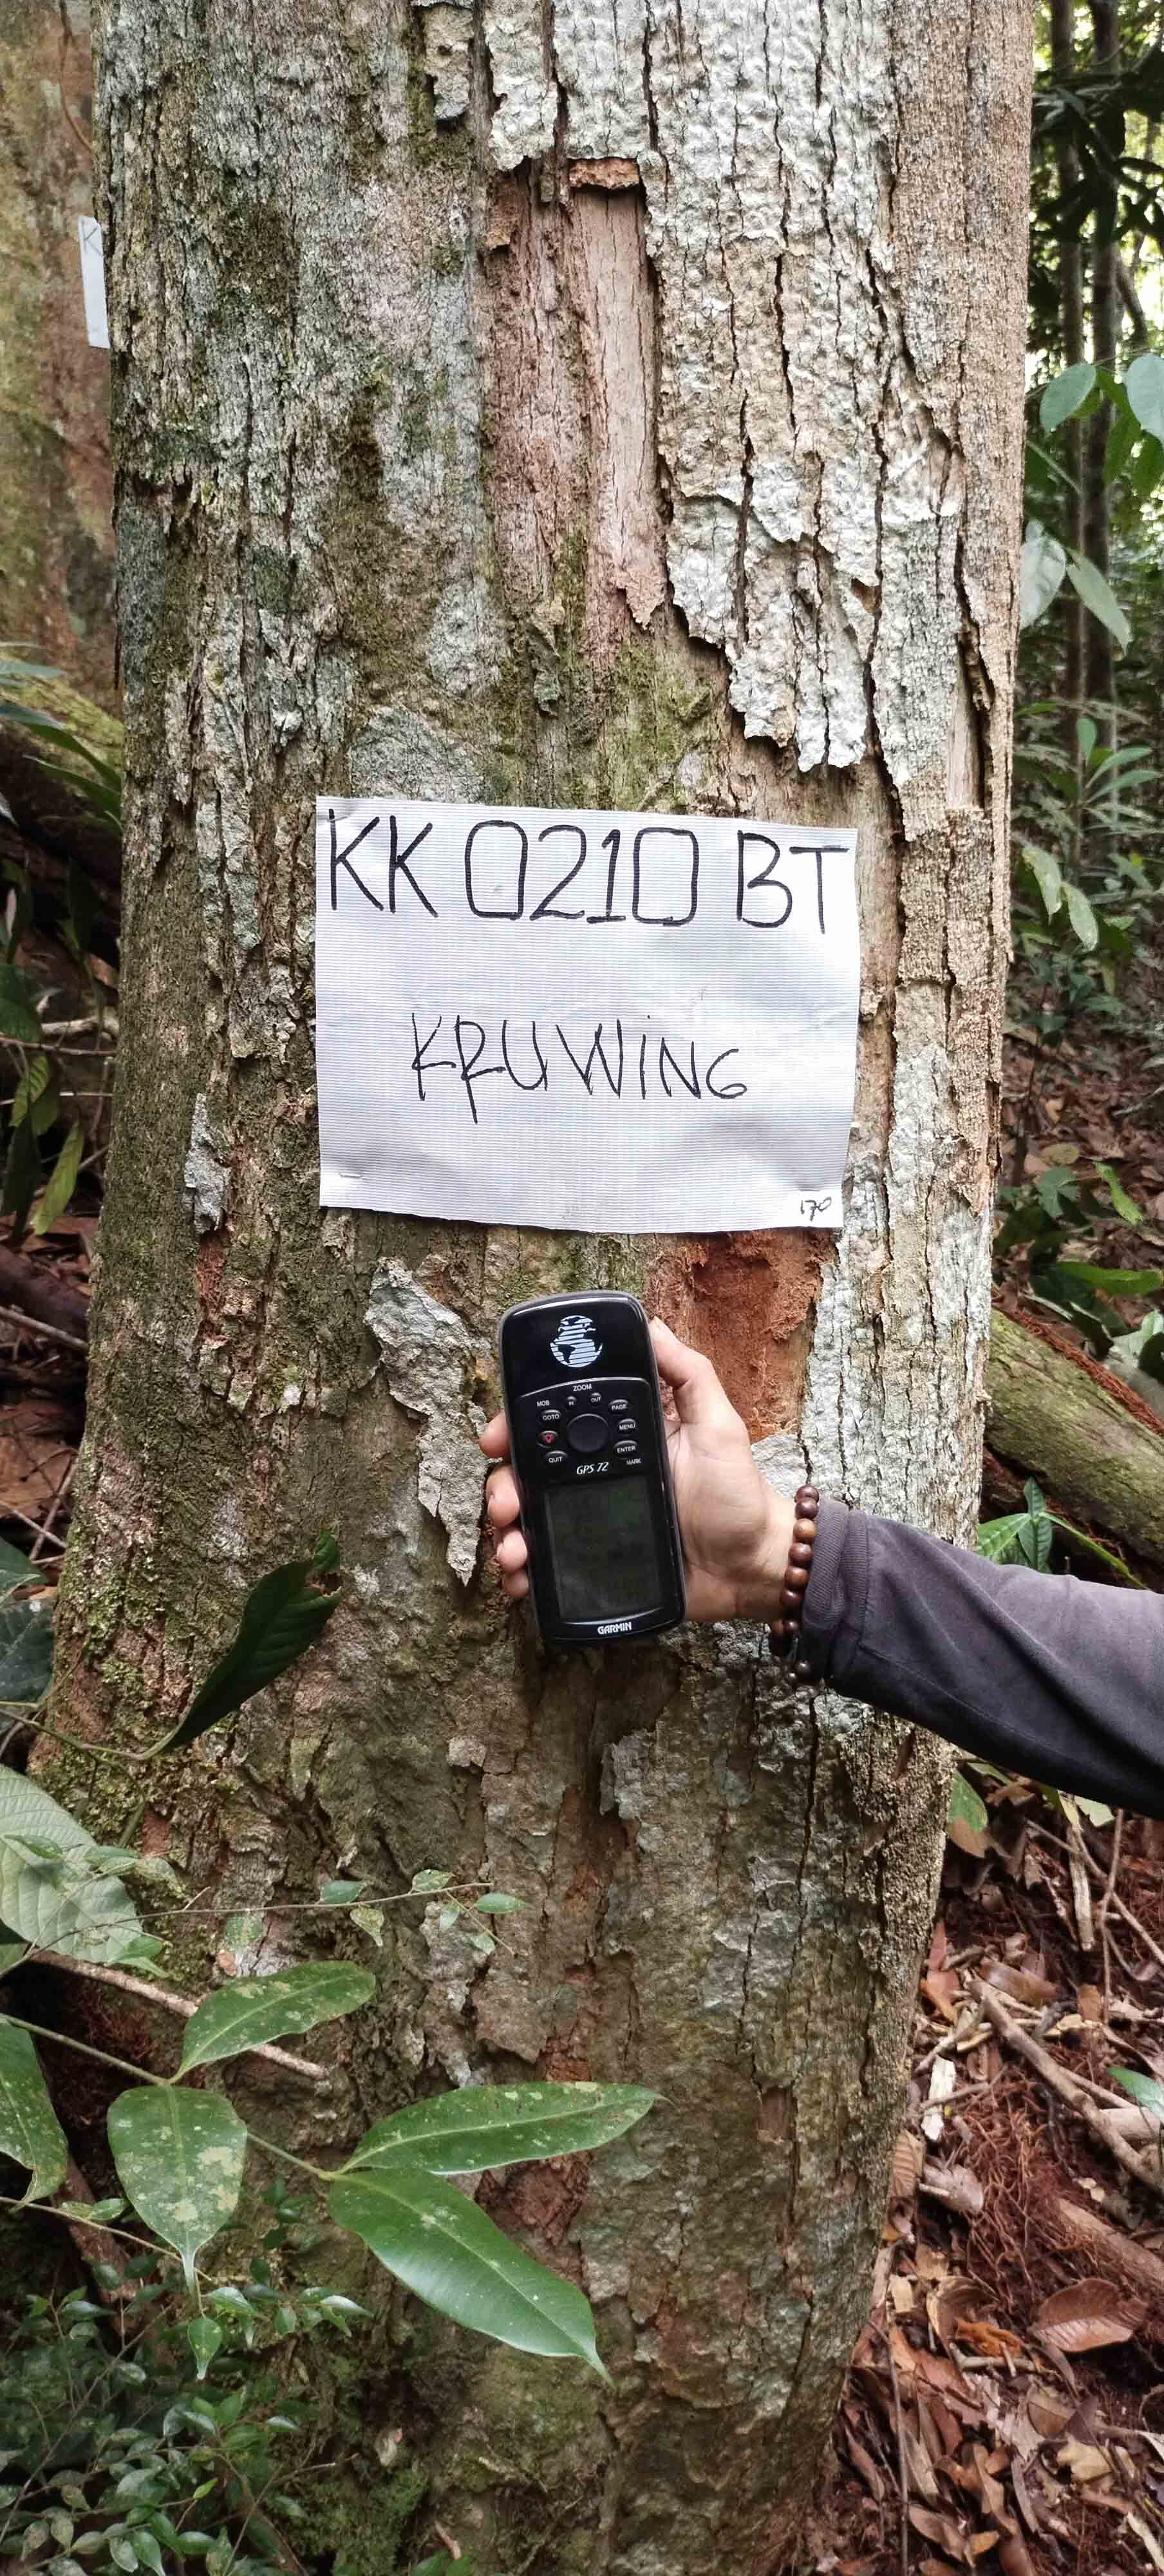 K
KK 0210 BT
KRUWING
170
ZOOM
MOB IN OUT PAGE
GOTO MENU
QUIT ENTER
GPS 72 MARK
GARMIN